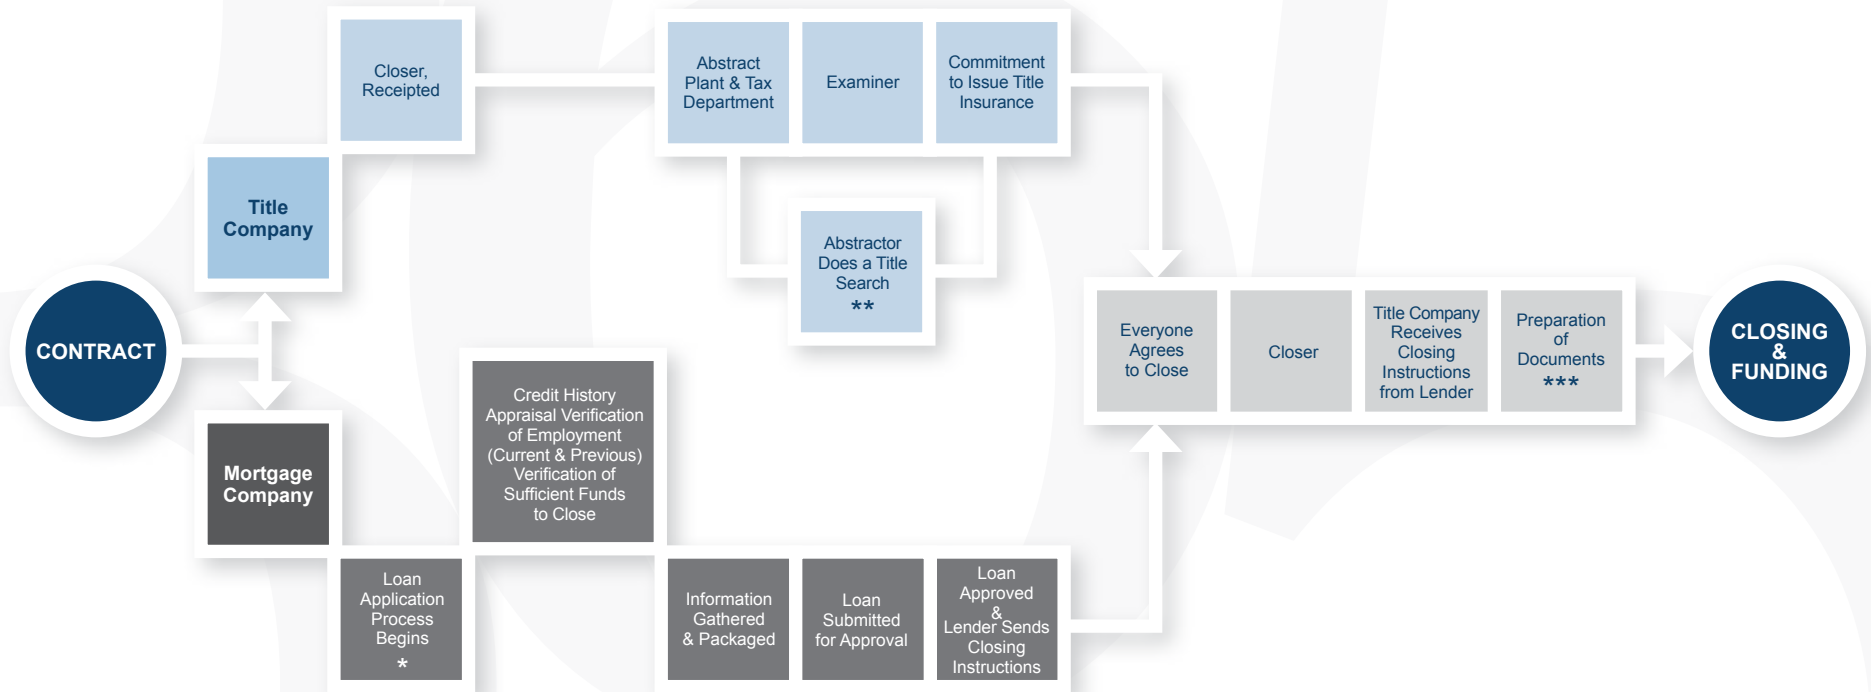 CONTRACT
Title
Company
Closer,
Receipted
Abstract
Plant & Tax
Department
Examiner
Commitment
to Issue Title
Insurance
Abstractor
Does a Title
Search
**
Mortgage
Company
Loan
Application
Process
Begins
*
Credit History
Appraisal Verification
of Employment
(Current & Previous)
Verification of
Sufficient Funds
to Close
Information
Gathered
& Packaged
Loan
Submitted
for Approval
Loan
Approved
&
Lender Sends
Closing
Instructions
Everyone
Agrees
to Close
Closer
Title Company
Receives
Closing
Instructions
from Lender
Preparation
of
Documents
***
CLOSING
&
FUNDING